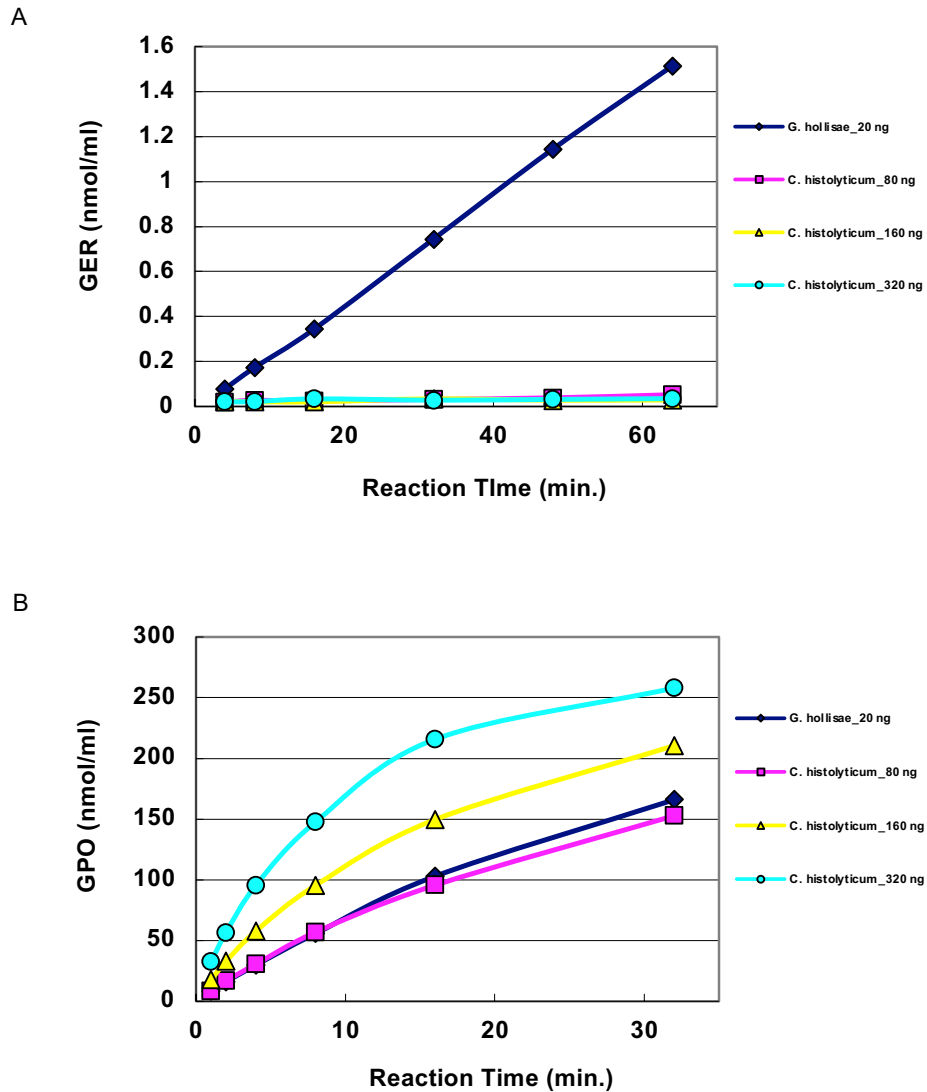 A
1.6
1.4
1.2
1
0.8
0.6
0.4
0.2
0
0 20 40 60
GER (nmol/ml)
Reaction TIme (min.)
G. hollisae_20 ng
C. histolyticum_80 ng
C. histolyticum_160 ng
C. histolyticum_320 ng
B
300
250
200
150
100
50
0
0 10 20 30
GPO (nmol/ml)
Reaction Time (min.)
G. hollisae_20 ng
C. histolyticum_80 ng
C. histolyticum_160 ng
C. histolyticum_320 ng